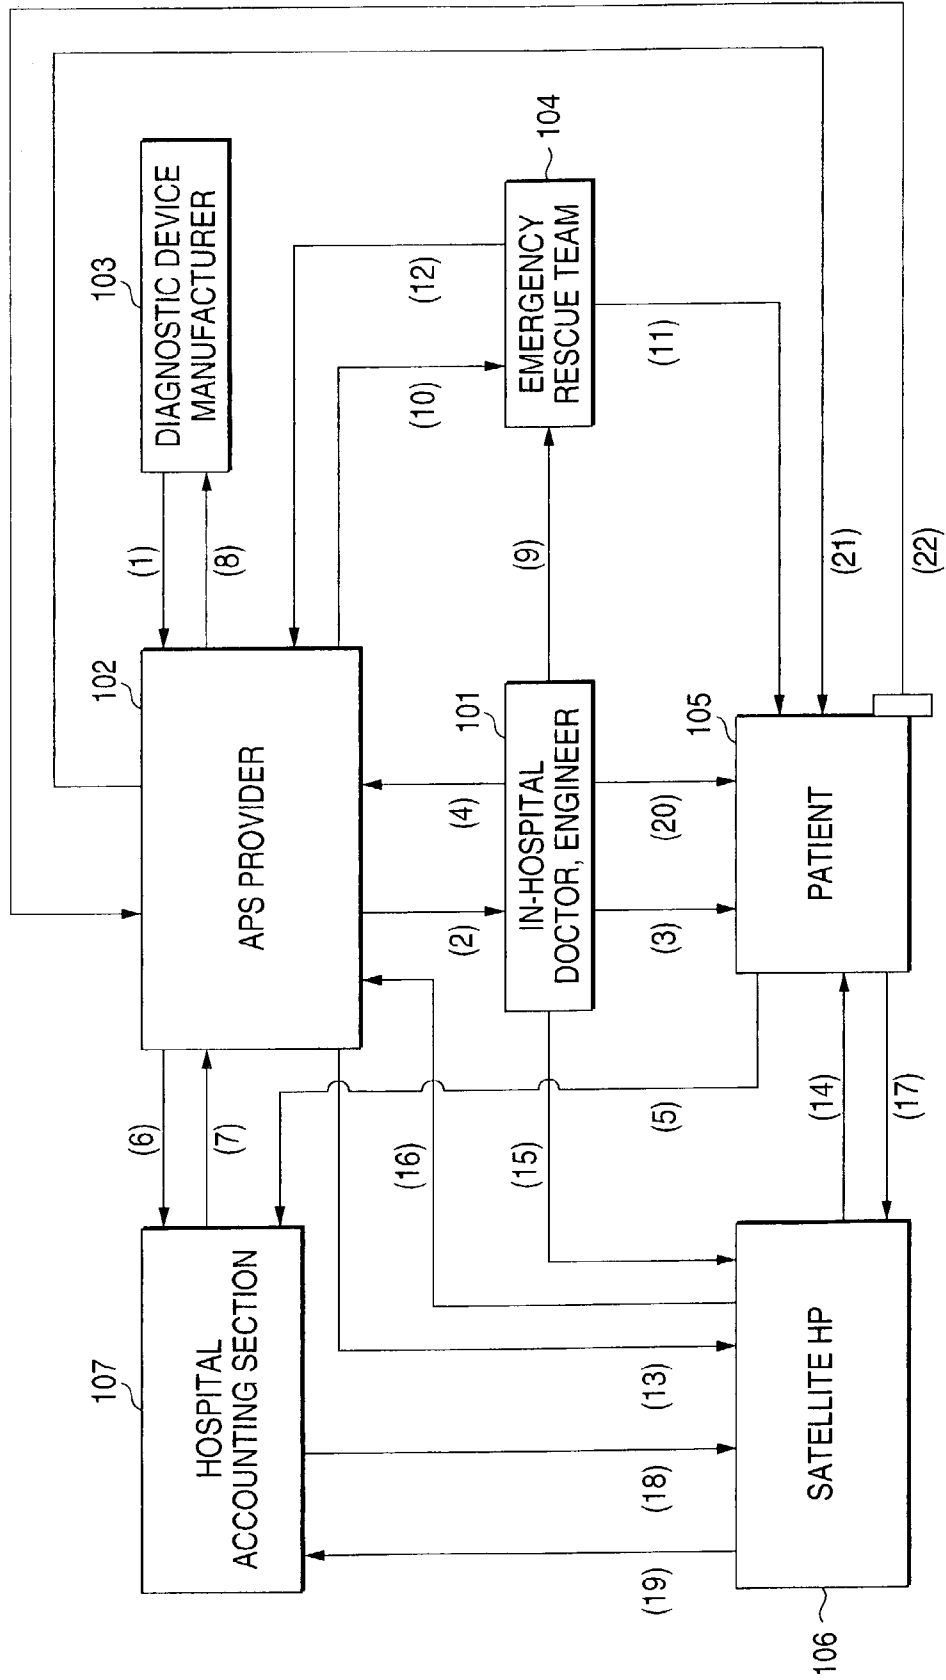 103
DIAGNOSTIC DEVICE
MANUFACTURER
(1)
(8)
102
APS PROVIDER
(6)
(7)
107
HOSPITAL
ACCOUNTING SECTION
104
EMERGENCY
RESCUE TEAM
(12)
(10)
(11)
(9)
101
IN-HOSPITAL
DOCTOR, ENGINEER
(4)
(2)
(20)
(3)
(16)
(15)
(5)
(13)
(18)
(19)
105
PATIENT
(21)
(22)
(14)
(17)
SATELLITE HP
106